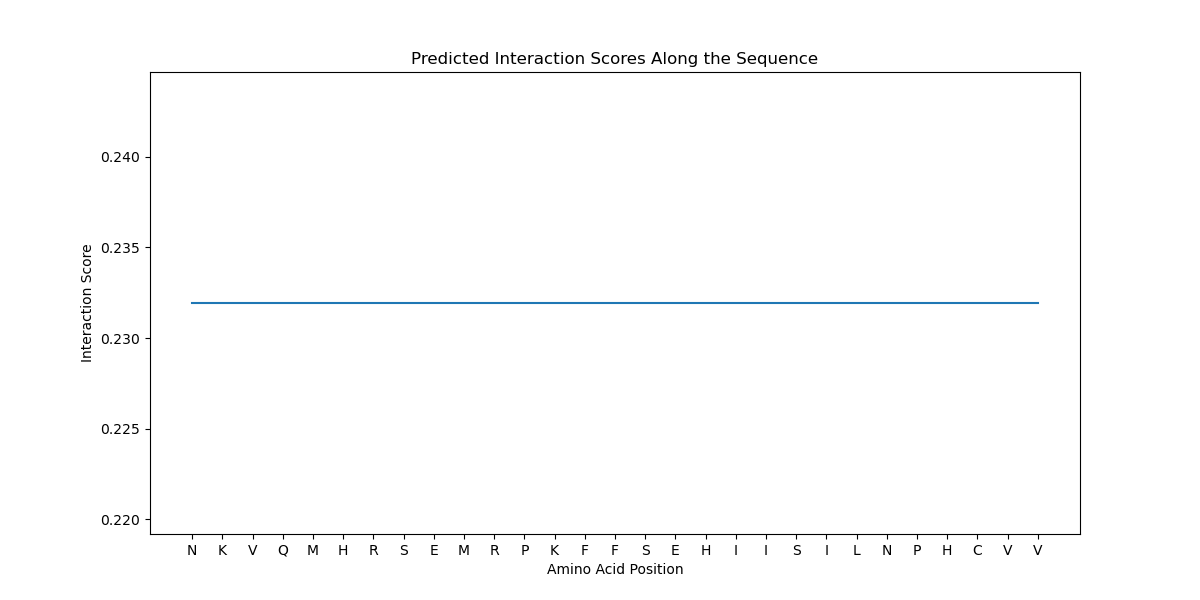 Predicted Interaction Scores Along the Sequence
Interaction Score
0.240
0.235
0.230
0.225
0.220
N K V Q M H R S E M R P K F F S E H I I S I L N P H C V V
Amino Acid Position